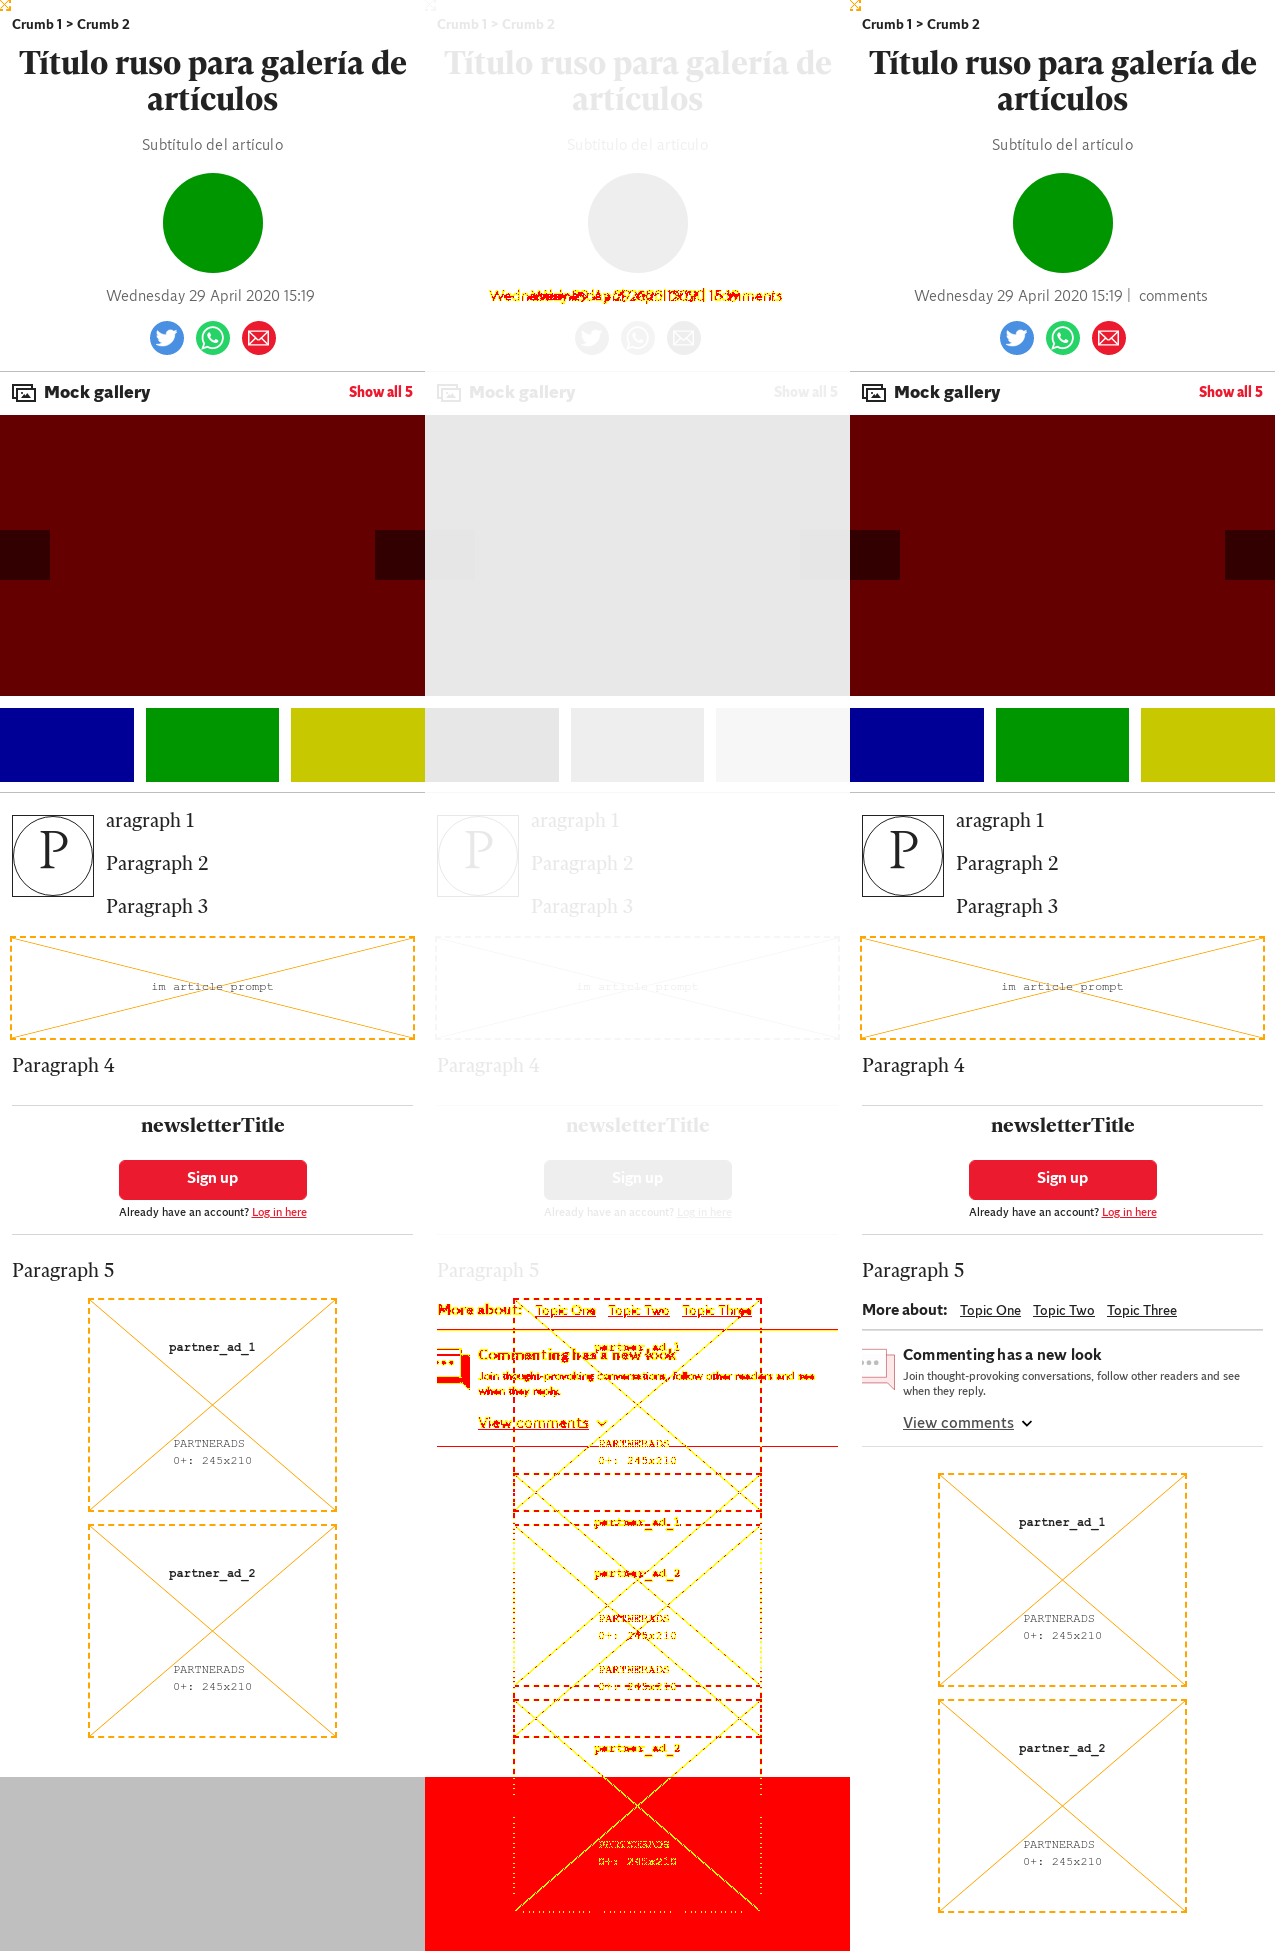 Crumb 1 > Crumb 2
Título ruso para galería de
artículos
Subtítulo del artículo
Wednesday 29 April 2020 15:19
Mock gallery
Show all 5
P
aragraph 1
Paragraph 2
Paragraph 3
im article prompt
Paragraph 4
newsletterTitle
Sign up
Already have an account? Log in here
Paragraph 5
partner_ad_1
PARTNERADS
0+: 245x210
partner_ad_2
PARTNERADS
0+: 245x210
Crumb 1 > Crumb 2
Título ruso para galería de
artículos
Subtítulo del artículo
Mock gallery
Show all 5
P
aragraph 1
Paragraph 2
Paragraph 3
im article prompt
Paragraph 4
newsletterTitle
Sign up
Already have an account? Log in here
Paragraph 5
More about: Topic One Topic Two Topic Three
partner_ad_1
Commenting has a new look
Join thought-provoking conversations, follow other readers and see
when they reply.
View comments
PARTNERADS
0+: 245x210
partner_ad_1
partner_ad_2
PARTNERADS
0+: 245x210
PARTNERADS
0+: 245x210
partner_ad_2
PARTNERADS
0+: 245x210
Crumb 1 > Crumb 2
Título ruso para galería de
artículos
Subtítulo del artículo
Wednesday 29 April 2020 15:19 | comments
Mock gallery
Show all 5
P
aragraph 1
Paragraph 2
Paragraph 3
im article prompt
Paragraph 4
newsletterTitle
Sign up
Already have an account? Log in here
Paragraph 5
More about: Topic One Topic Two Topic Three
Commenting has a new look
Join thought-provoking conversations, follow other readers and see
when they reply.
View comments
partner_ad_1
PARTNERADS
0+: 245x210
partner_ad_2
PARTNERADS
0+: 245x210